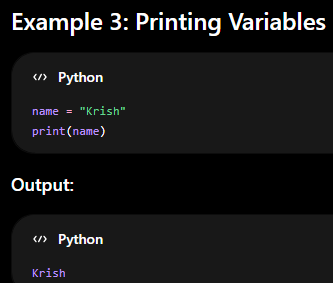 Example 3: Printing Variables
</> Python
name = "Krish"
print(name)
Output:
</> Python
Krish